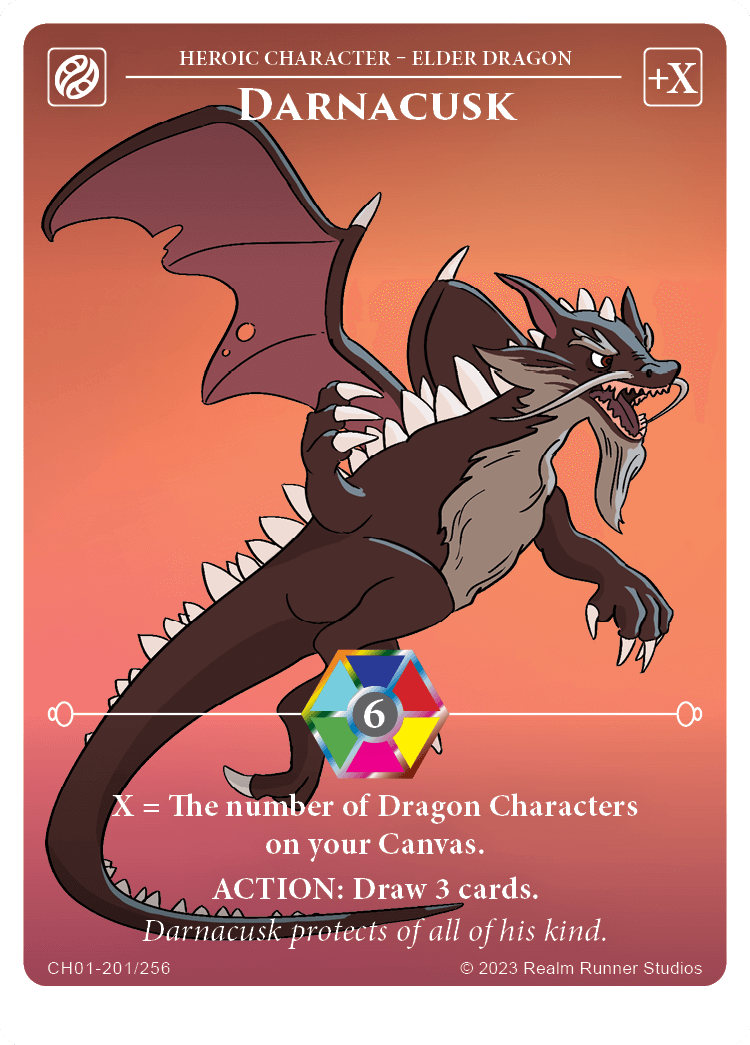 HEROIC CHARACTER – ELDER DRAGON
+X
DARNACUSK
6
X = The number of Dragon Characters
on your Canvas.
ACTION: Draw 3 cards.
Darnacusk protects of all of his kind.
CH01-201/256
© 2023 Realm Runner Studios